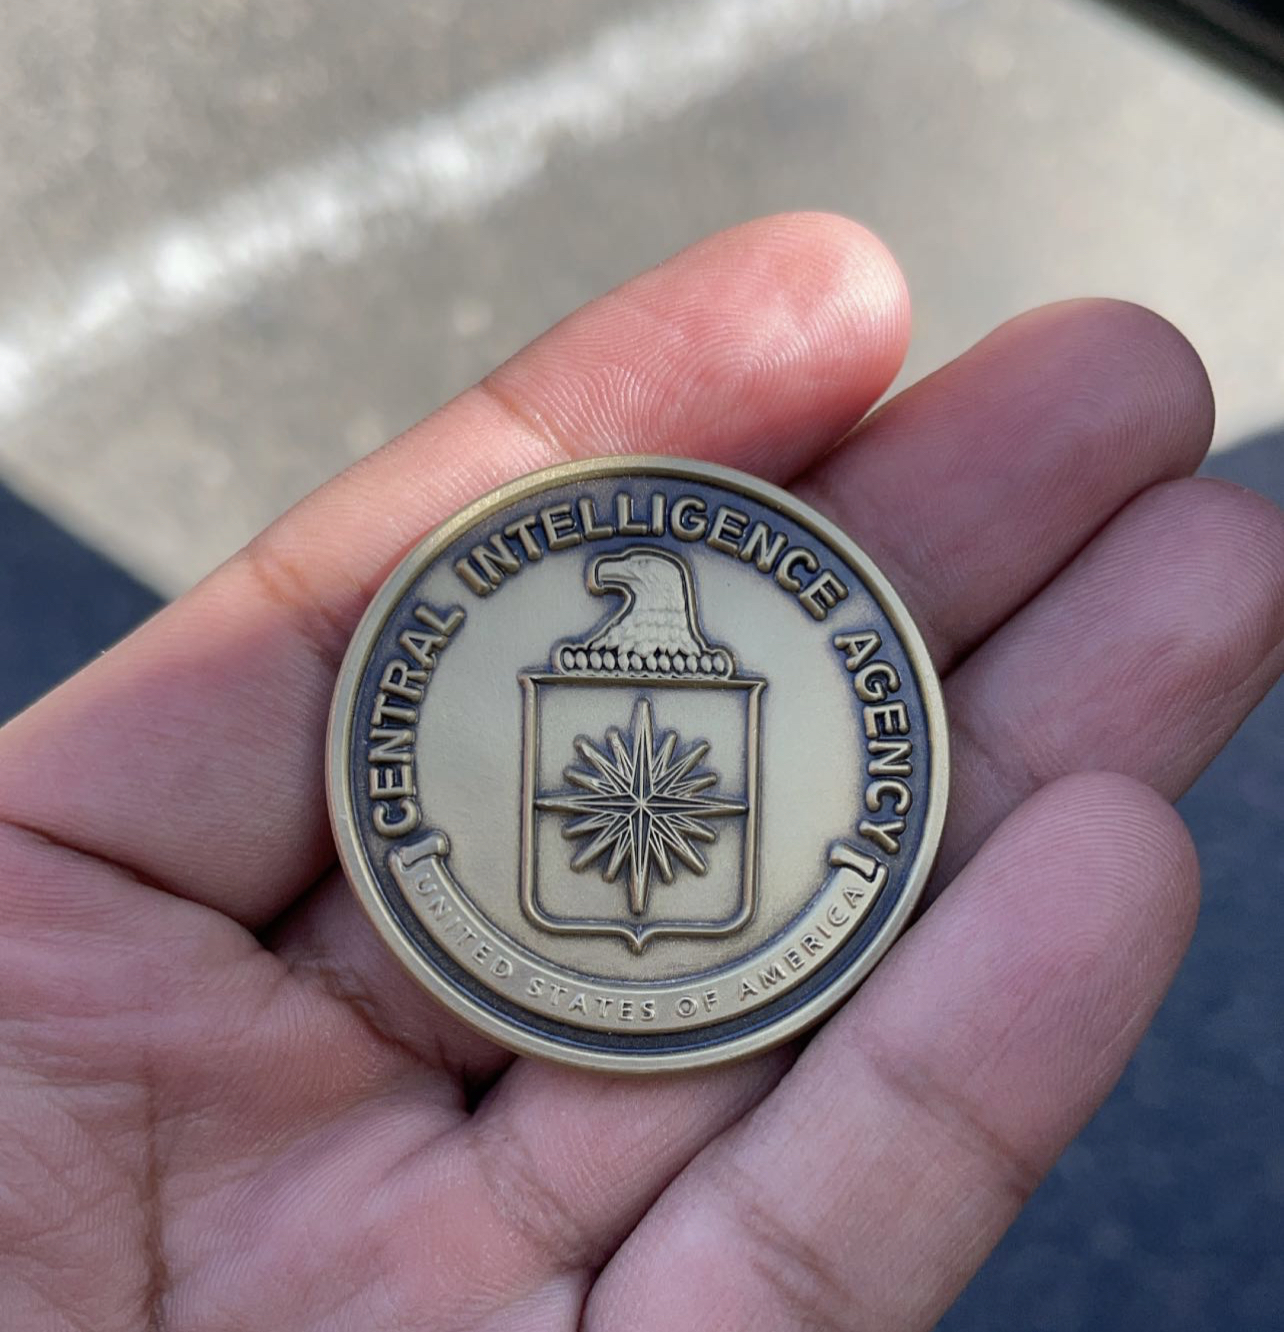 CENTRAL INTELLIGENCE AGENCY
UNITED STATES OF AMERICA